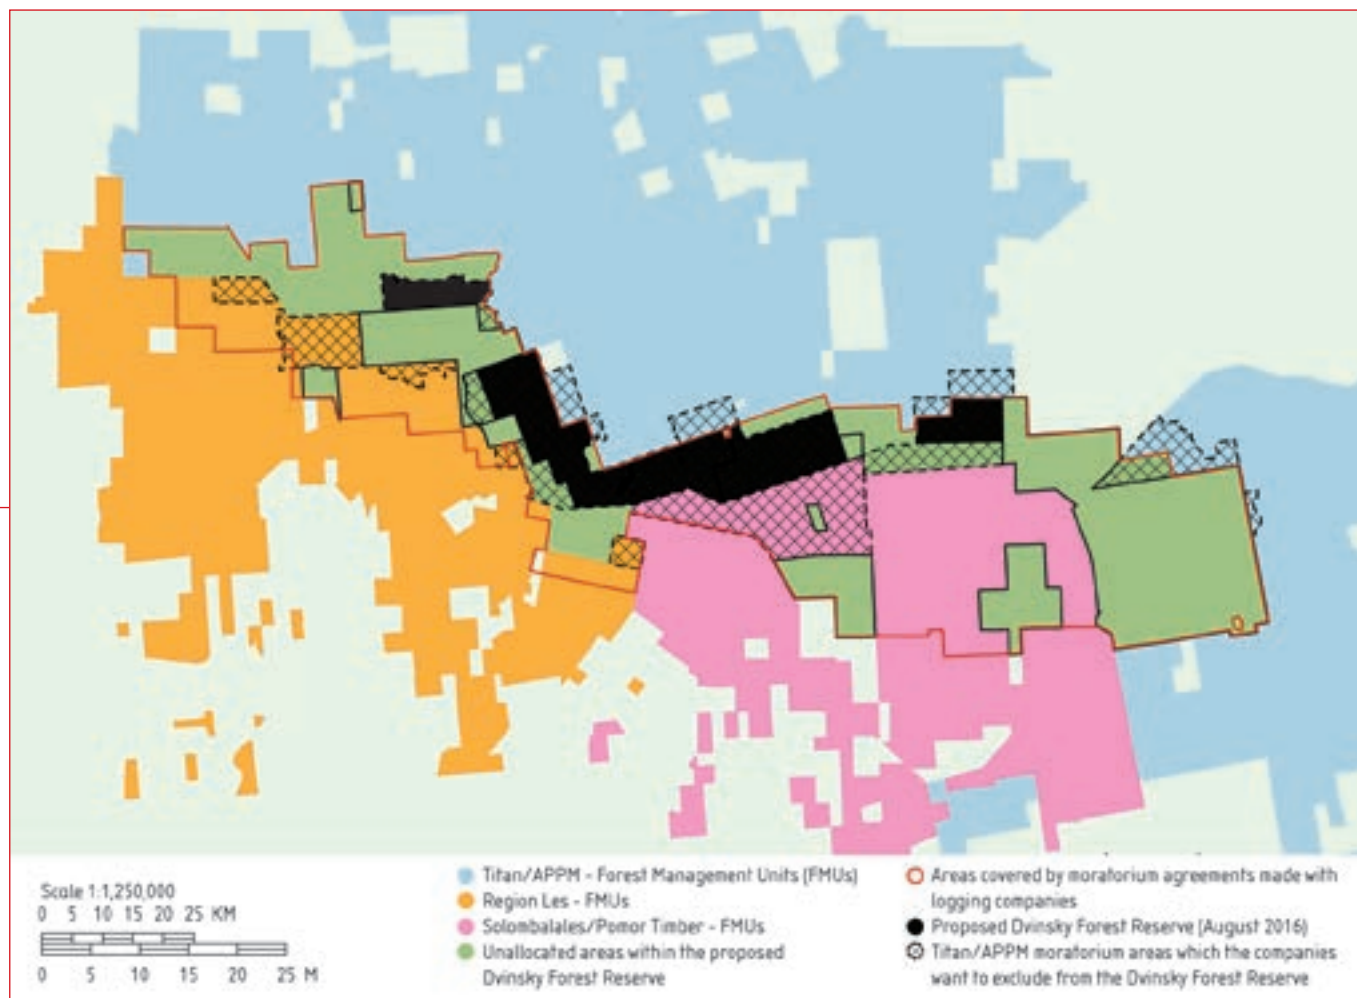 Scale 1:1,250,000
0 5 10 15 20 25 KM
0 5 10 15 20 25 M
Titan/APPM - Forest Management Units (FMUs)
Region Les - FMUs
Solombalales/Pomor Timber - FMUs
Unallocated areas within the proposed
Dvinsky Forest Reserve
Areas covered by moratorium agreements made with
logging companies
Proposed Dvinsky Forest Reserve (August 2016)
Titan/APPM moratorium areas which the companies
want to exclude from the Dvinsky Forest Reserve